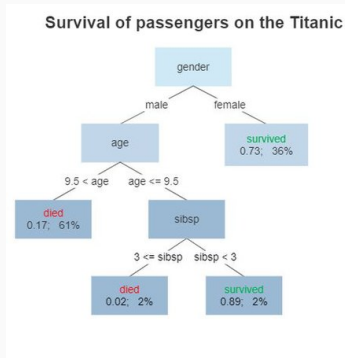 Survival of passengers on the Titanic
gender
male female
survived
0.73; 36%
age
9.5 < age age <= 9.5
died
0.17; 61%
sibsp
3 <= sibsp sibsp < 3
died
0.02; 2%
survived
0.89; 2%